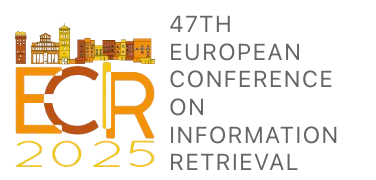 ECIR
2025
47TH
EUROPEAN
CONFERENCE
ON
INFORMATION
RETRIEVAL